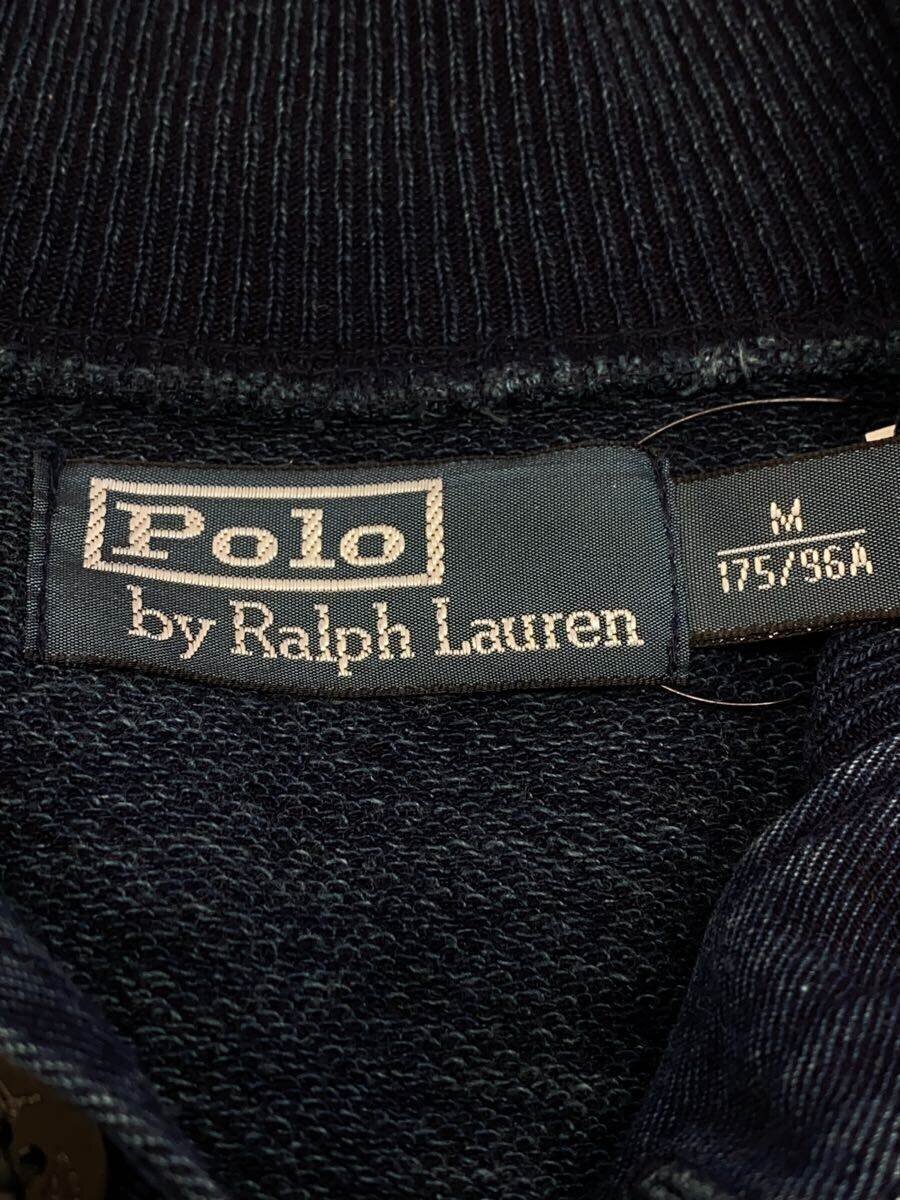 Polo
by Ralph Lauren
M
175/96A